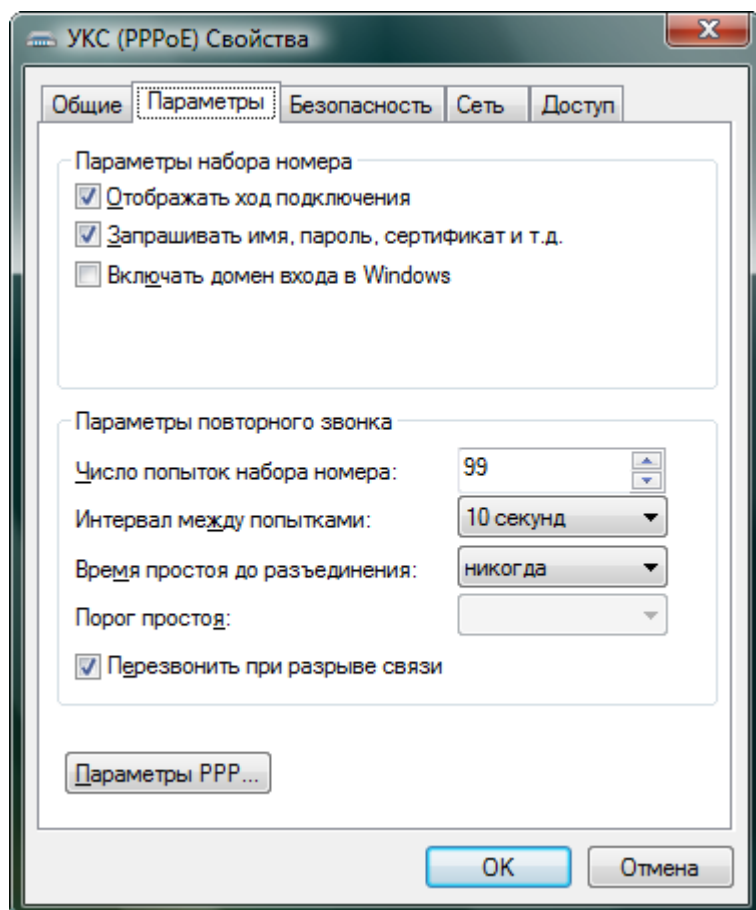 УКС (PPPoE) Свойства
Общие Параметры Безопасность Сеть Доступ
Параметры набора номера
Отображать ход подключения
Запрашивать имя, пароль, сертификат и т.д.
Включать домен входа в Windows
Параметры повторного звонка
Число попыток набора номера: 99
Интервал между попытками: 10 секунд
Время простоя до разъединения: никогда
Порог простоя:
Перезвонить при разрыве связи
Параметры PPP...
OK Отмена